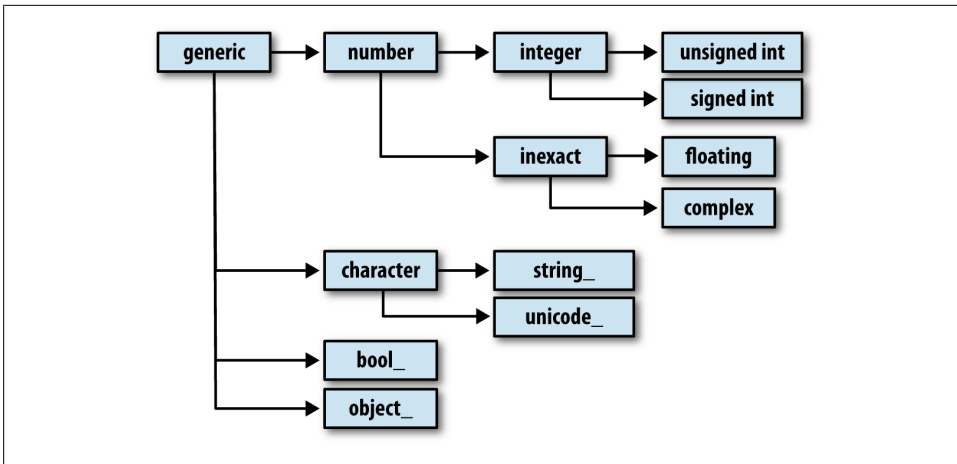 generic
number
integer
unsigned int
signed int
inexact
floating
complex
character
string_
unicode_
bool_
object_